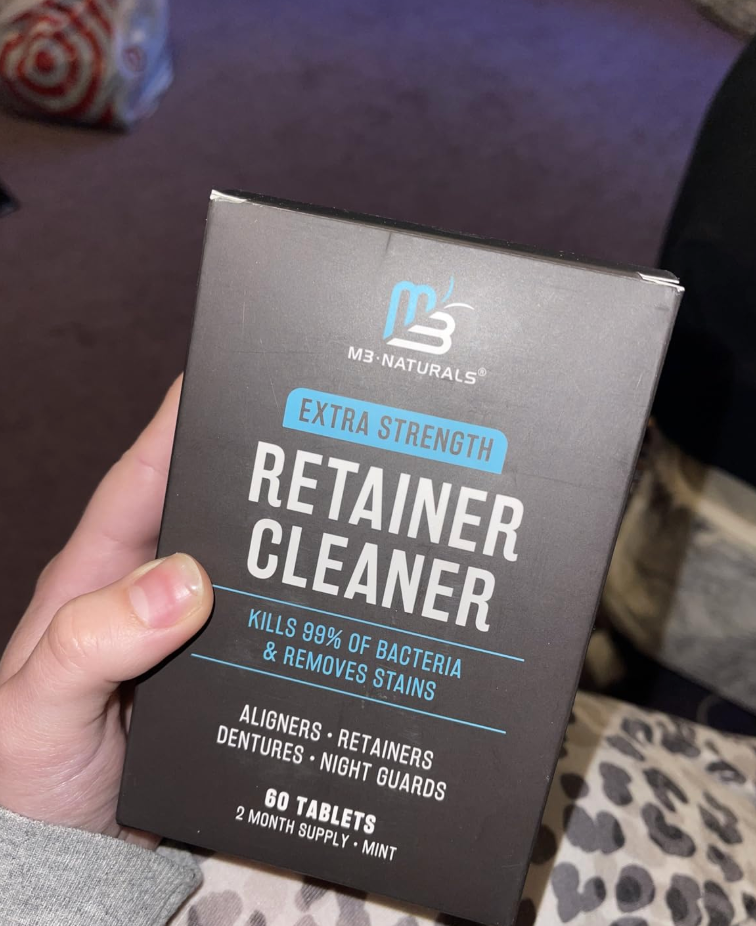 M3
M3·NATURALS®
EXTRA STRENGTH
RETAINER
CLEANER
KILLS 99% OF BACTERIA
& REMOVES STAINS
ALIGNERS • RETAINERS
DENTURES • NIGHT GUARDS
60 TABLETS
2 MONTH SUPPLY • MINT